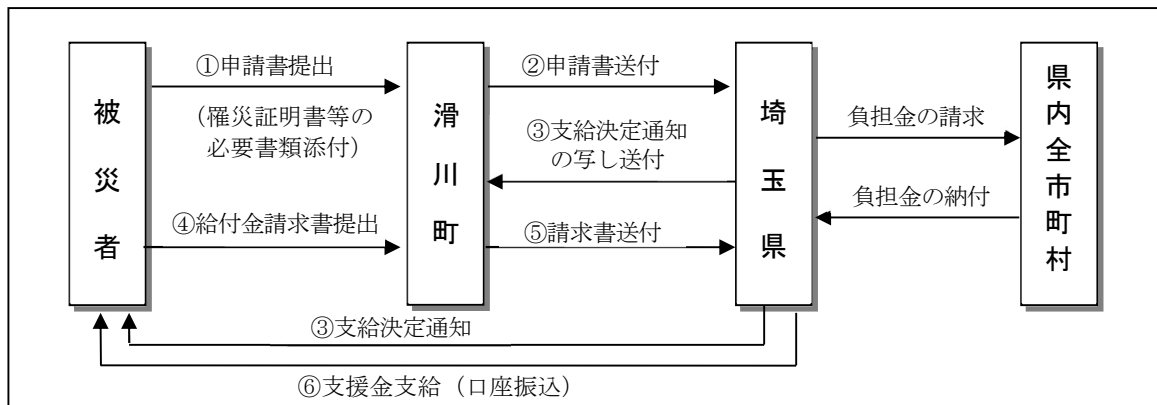 被災者
①申請書提出
(罹災証明書等の
必要書類添付)
④給付金請求書提出
滑川町
②申請書送付
③支給決定通知
の写し送付
⑤請求書送付
埼玉県
負担金の請求
負担金の納付
県内全市町村
③支給決定通知
⑥支援金支給（口座振込）